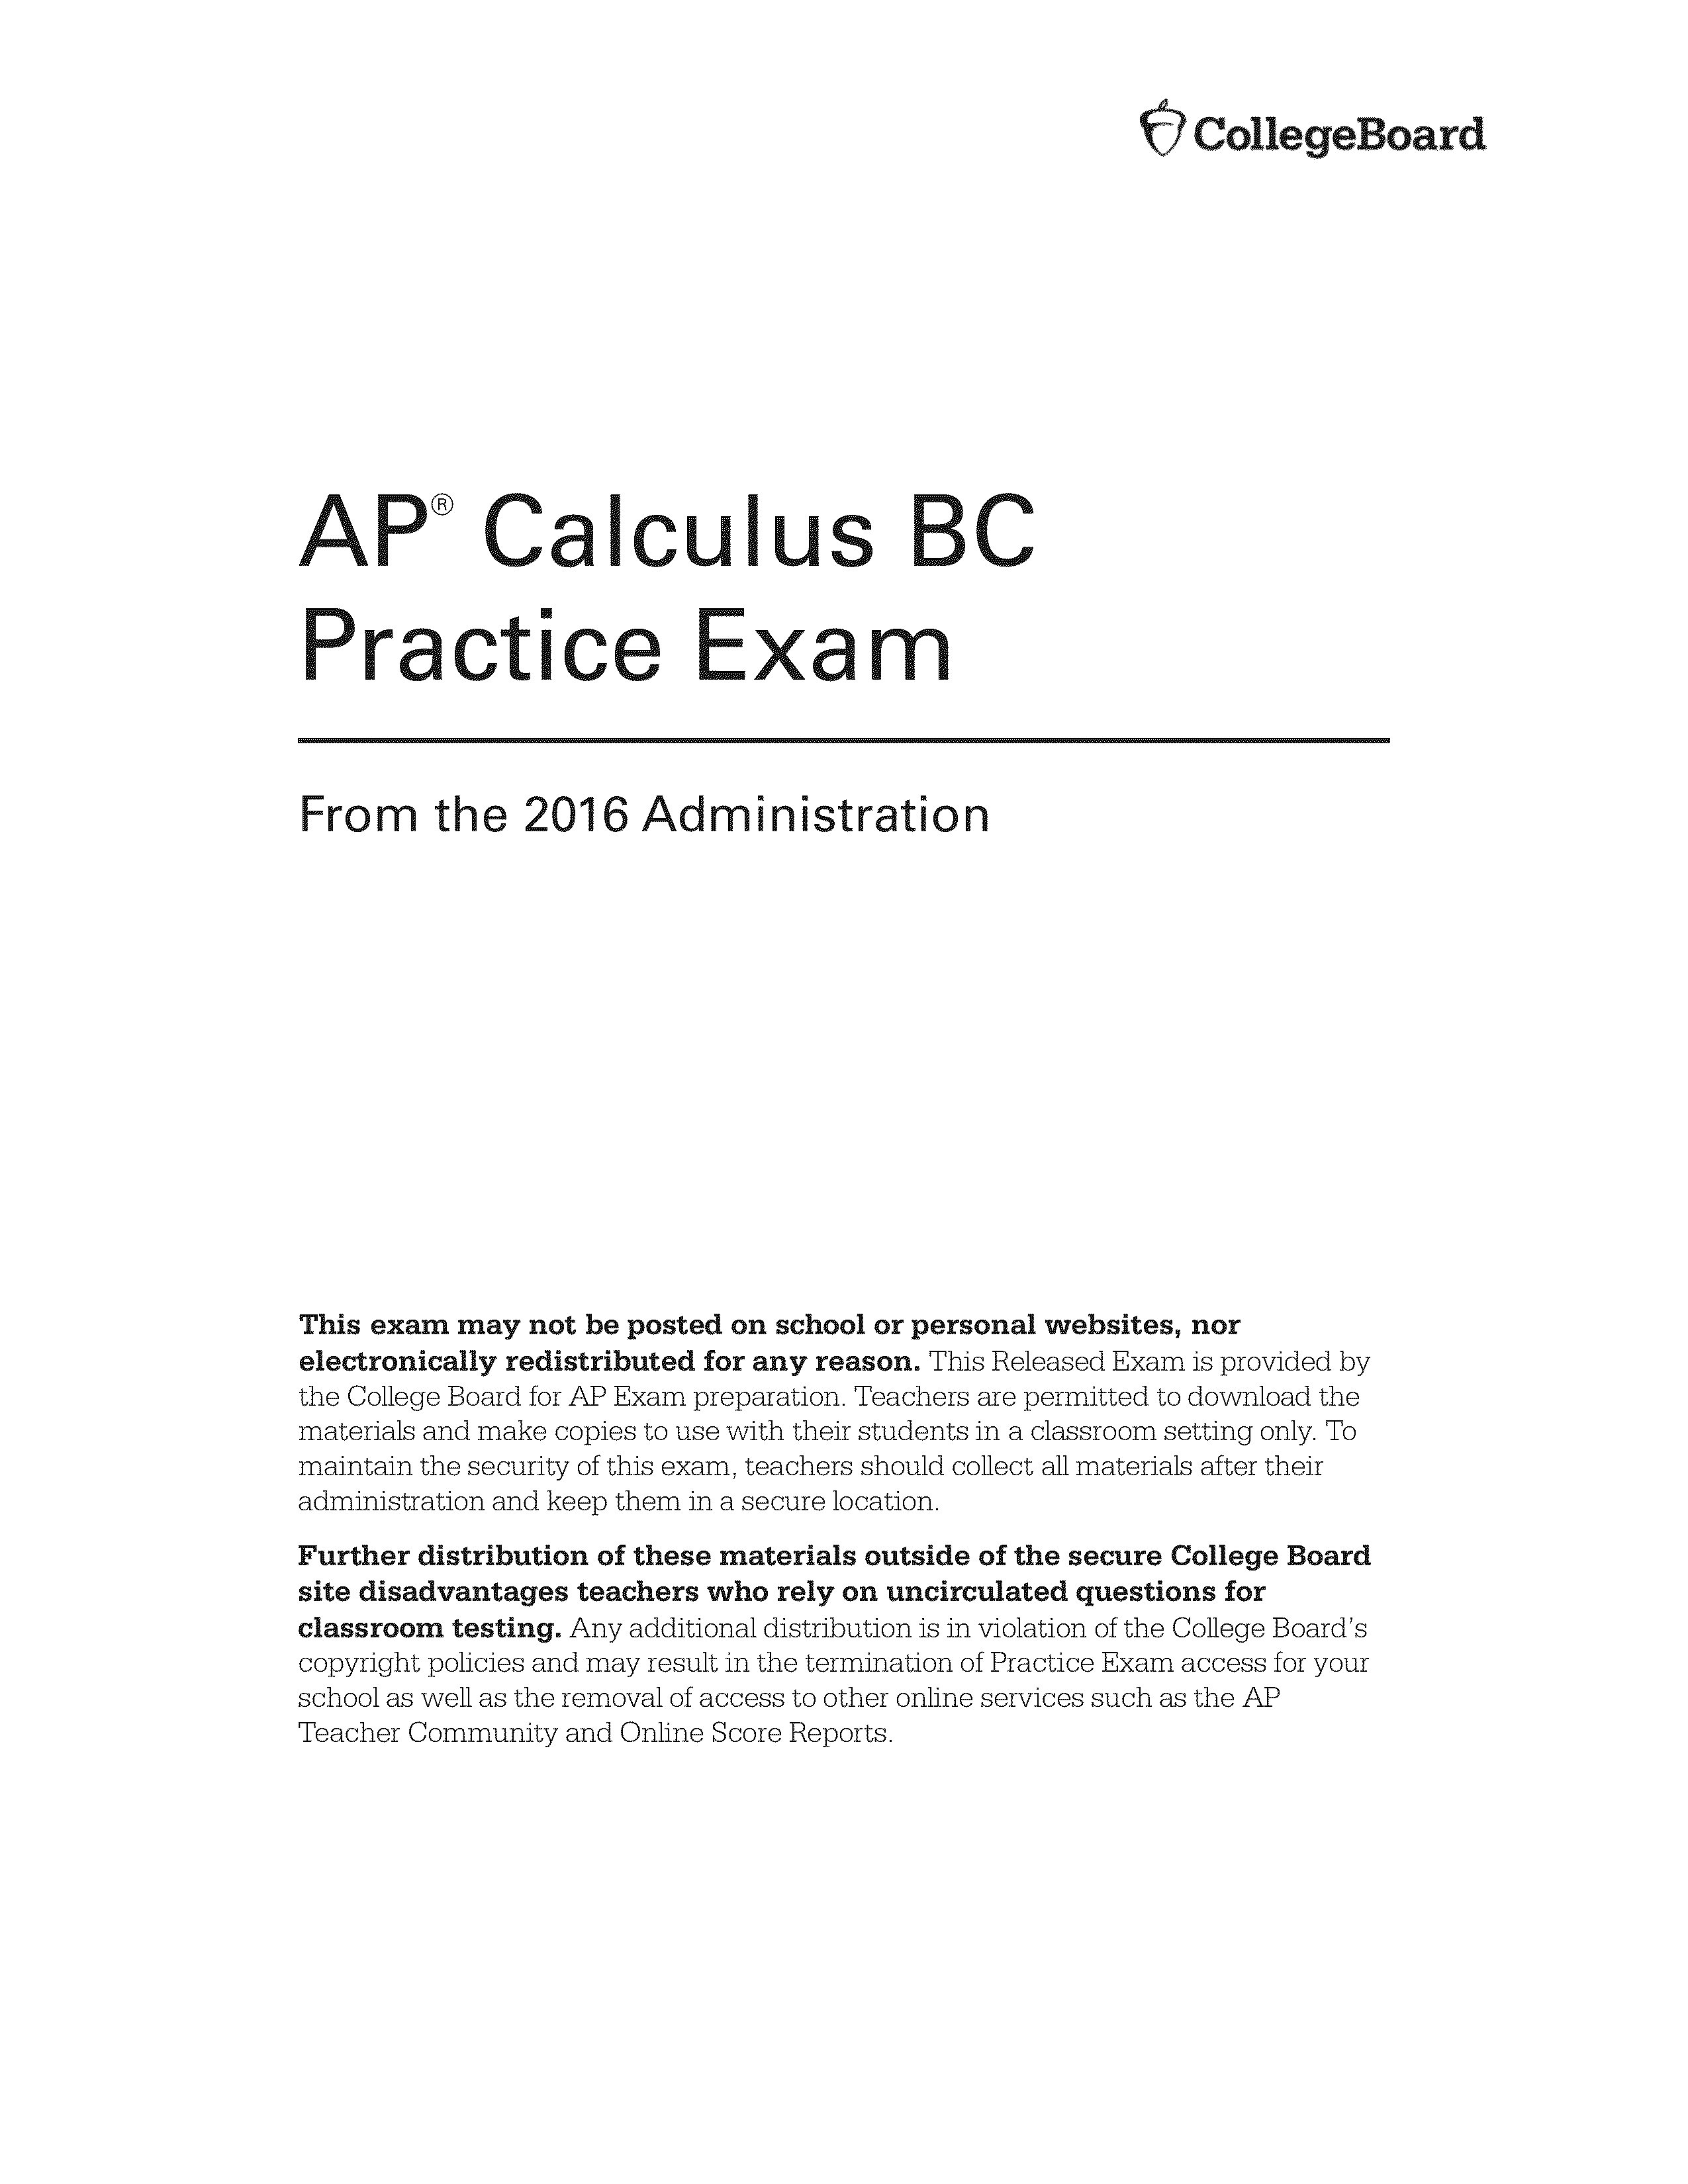 CollegeBoard
AP® Calculus BC
Practice Exam
From the 2016 Administration
This exam may not be posted on school or personal websites, nor
electronically redistributed for any reason. This Released Exam is provided by
the College Board for AP Exam preparation. Teachers are permitted to download the
materials and make copies to use with their students in a classroom setting only. To
maintain the security of this exam, teachers should collect all materials after their
administration and keep them in a secure location.
Further distribution of these materials outside of the secure College Board
site disadvantages teachers who rely on uncirculated questions for
classroom testing. Any additional distribution is in violation of the College Board's
copyright policies and may result in the termination of Practice Exam access for your
school as well as the removal of access to other online services such as the AP
Teacher Community and Online Score Reports.